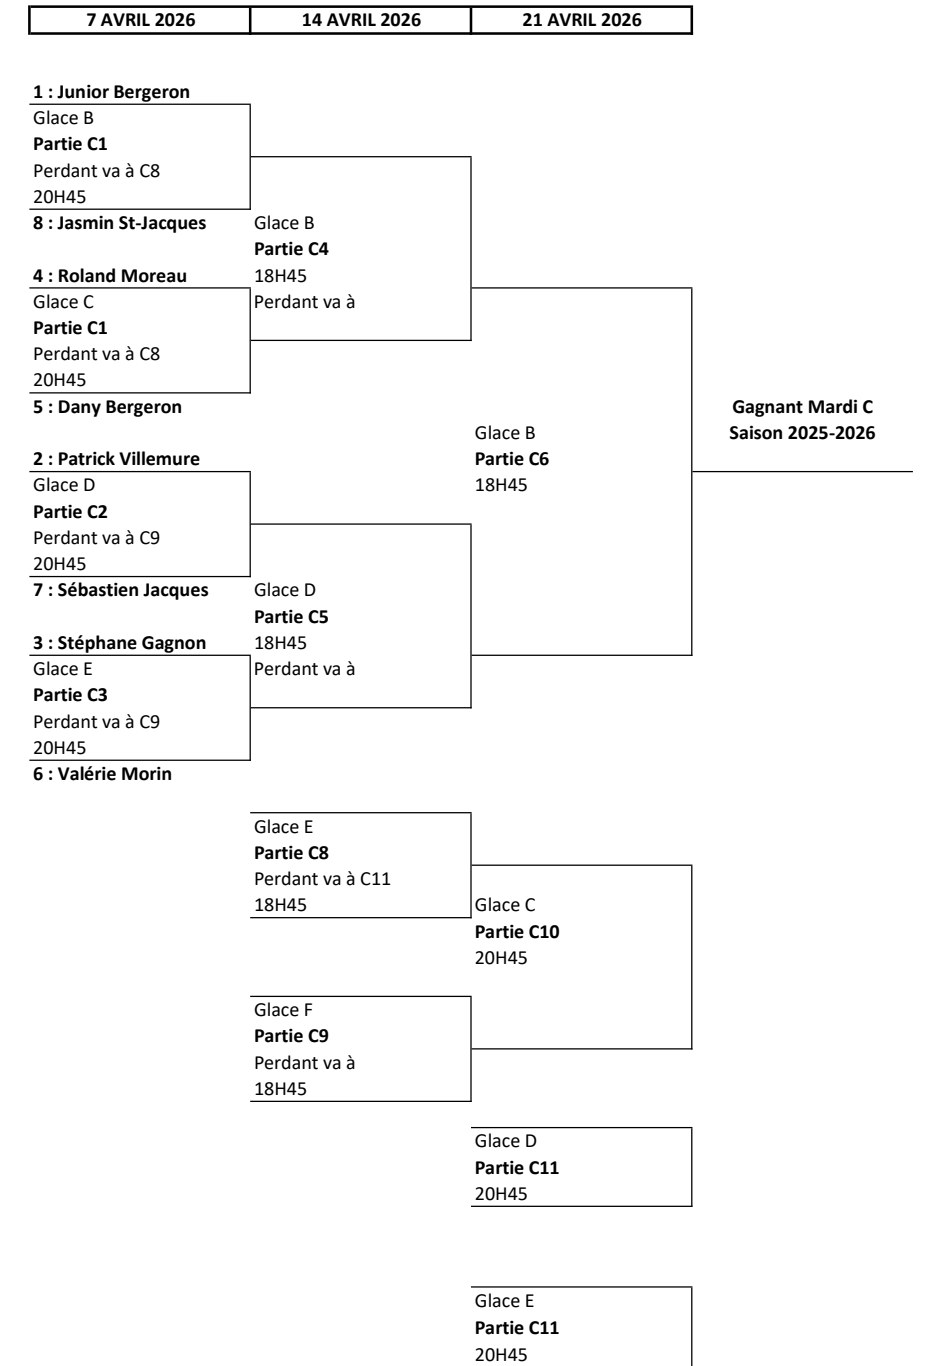 7 AVRIL 2026 14 AVRIL 2026 21 AVRIL 2026
1 : Junior Bergeron
Glace B
Partie C1
Perdant va à C8
20H45
8 : Jasmin St-Jacques
Glace B
Partie C4
18H45
Perdant va à
4 : Roland Moreau
Glace C
Partie C1
Perdant va à C8
20H45
5 : Dany Bergeron
Glace B
Partie C6
18H45
Gagnant Mardi C
Saison 2025-2026
2 : Patrick Villemure
Glace D
Partie C2
Perdant va à C9
20H45
7 : Sébastien Jacques
Glace D
Partie C5
18H45
Perdant va à
3 : Stéphane Gagnon
Glace E
Partie C3
Perdant va à C9
20H45
6 : Valérie Morin
Glace E
Partie C8
Perdant va à C11
18H45
Glace C
Partie C10
20H45
Glace F
Partie C9
Perdant va à
18H45
Glace D
Partie C11
20H45
Glace E
Partie C11
20H45